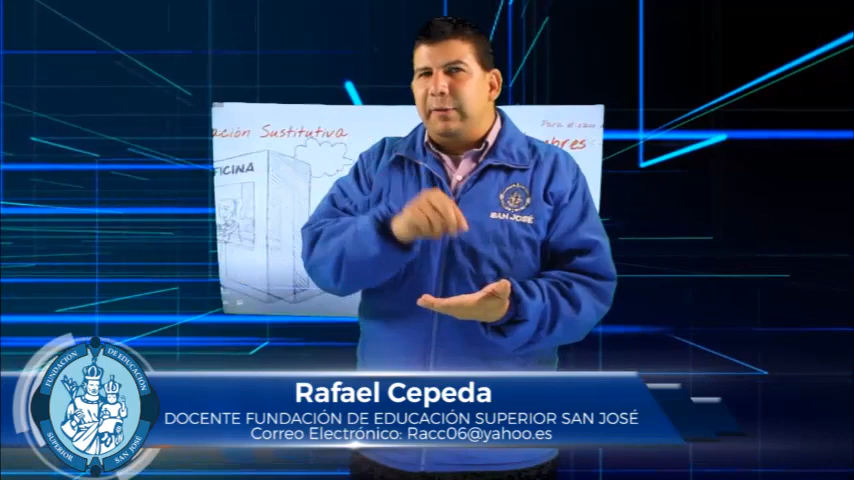 ación Sustitutiva
Para el caso
bres
FICINA
SAN JOSÉ
FUNDACIÓN DE EDUCACIÓN
SUPERIOR SAN JOSÉ
Rafael Cepeda
DOCENTE FUNDACIÓN DE EDUCACIÓN SUPERIOR SAN JOSÉ
Correo Electrónico: Racc06@yahoo.es